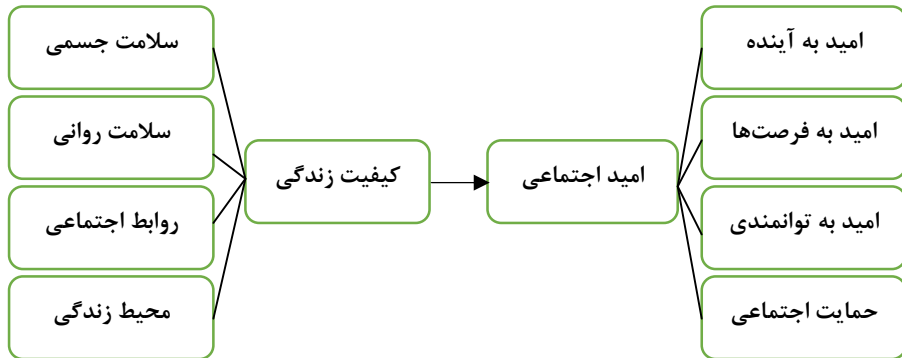 سلامت جسمی
سلامت روانی
روابط اجتماعی
محیط زندگی
کیفیت زندگی
امید اجتماعی
امید به آینده
امید به فرصت‌ها
امید به توانمندی
حمایت اجتماعی